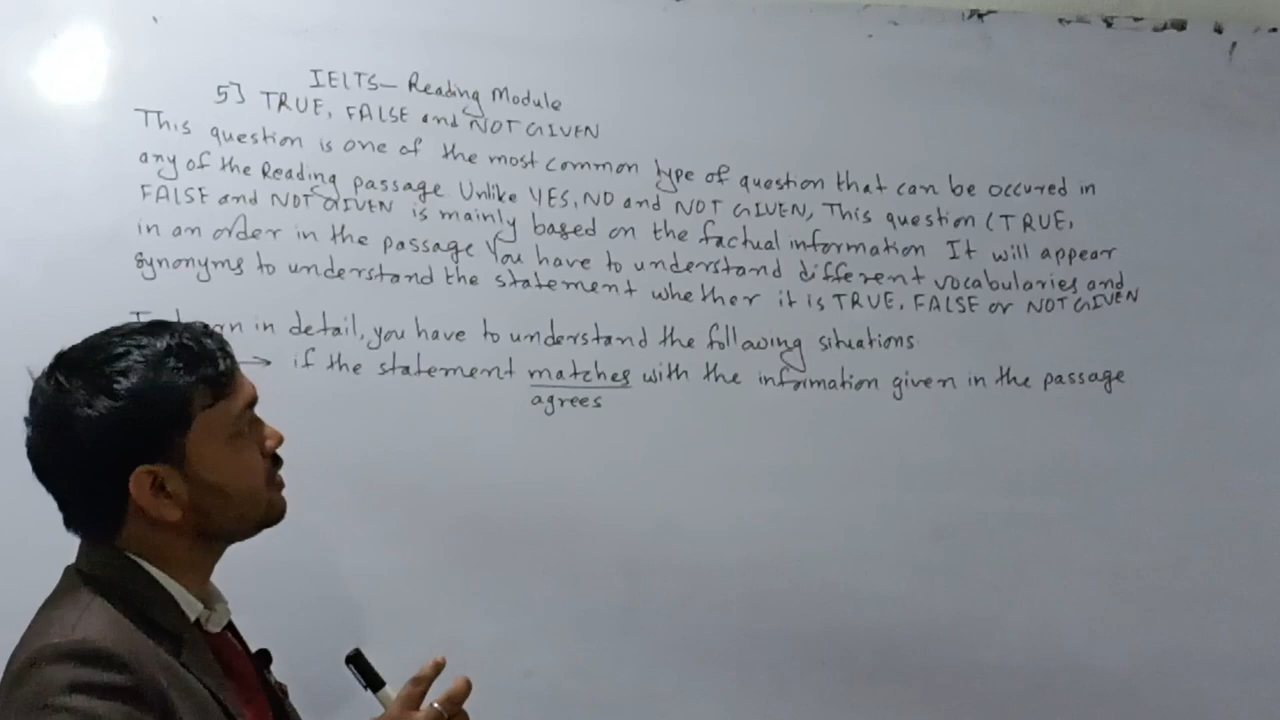 IELTS- Reading Module
5] TRUE, FALSE and NOT GIVEN
This question is one of the most common type of question that can be occured in
any of the Reading passage Unlike YES, NO and NOT GIVEN, This question (TRUE,
FALSE and NOT GIVEN is mainly based on the factual information It will appear
in an order in the passage You have to understand different vocabularies and
synonyms to understand the statement whether it is TRUE, FALSE or NOT GIVEN
in detail, you have to understand the following situations
→ if the statement matches with the information given in the passage
agrees